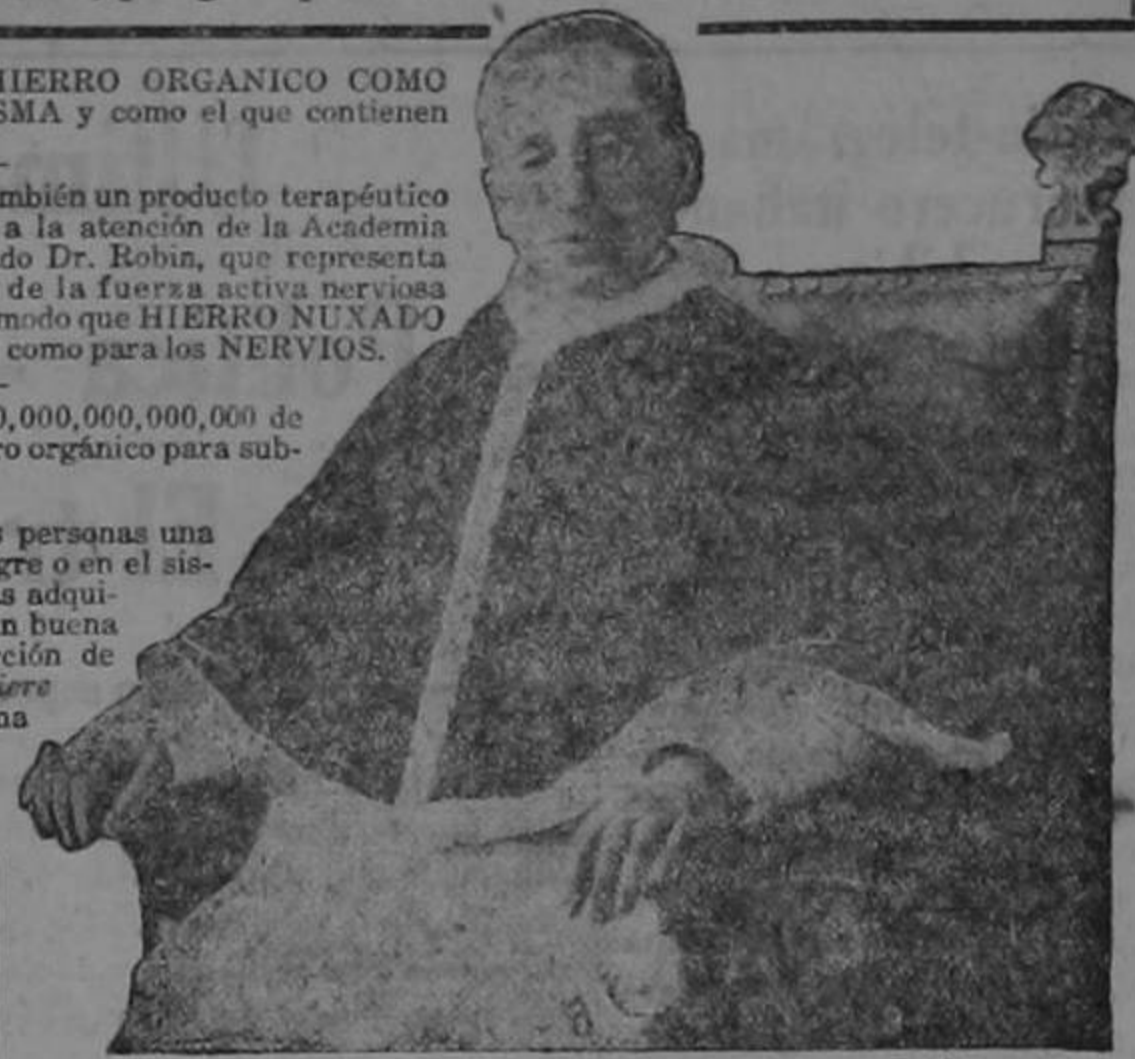 HIERRO ORGANICO COMO
SMA y como el que contienen
mbién un producto terapéutico
a la atención de la Academia
do Dr. Robin, que representa
de la fuerza activa nerviosa
modo que HIERRO NUXADO
como para los NERVIOS.
0,000,000,000,000 de
ro orgánico para sub-
s personas una
gre o en el sis-
s adqui-
n buena
ción de
iere
na